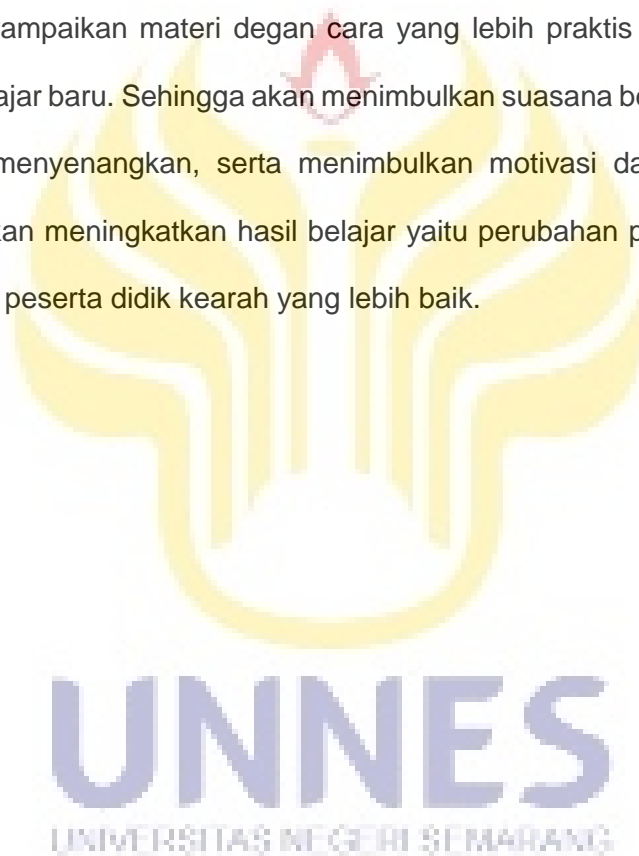 ampaikan materi degan cara yang lebih praktis
ajar baru. Sehingga akan menimbulkan suasana be
menyenangkan, serta menimbulkan motivasi da
kan meningkatkan hasil belajar yaitu perubahan p
peserta didik kearah yang lebih baik.
UNNES
UNIVERSITAS NEGERI SEMARANG